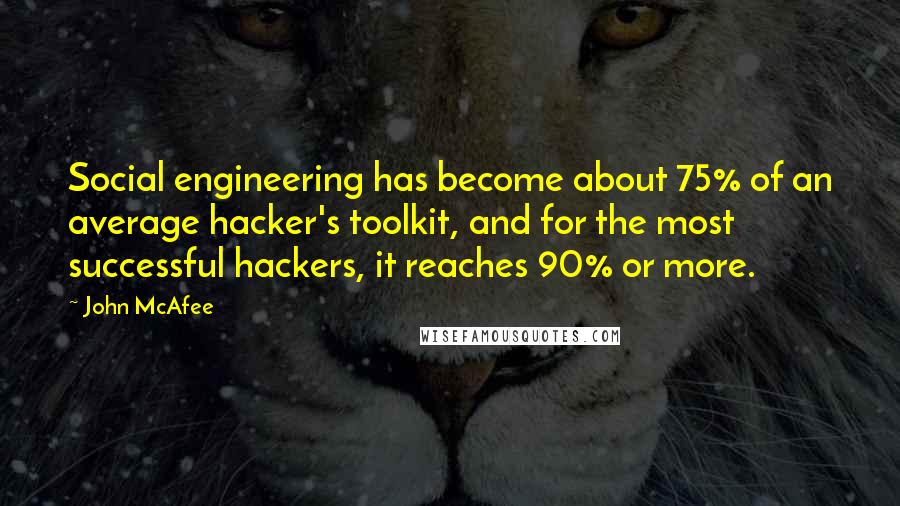 Social engineering has become about 75% of an
average hacker's toolkit, and for the most
successful hackers, it reaches 90% or more.
~ John McAfee
WISEFAMOUSQUOTES.COM